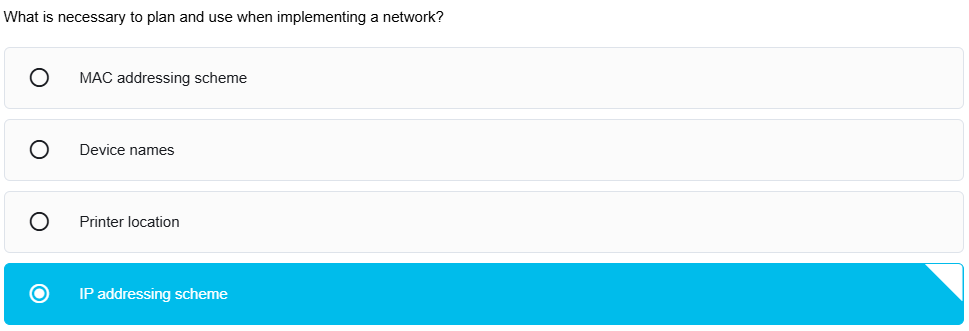 What is necessary to plan and use when implementing a network?
MAC addressing scheme
Device names
Printer location
IP addressing scheme